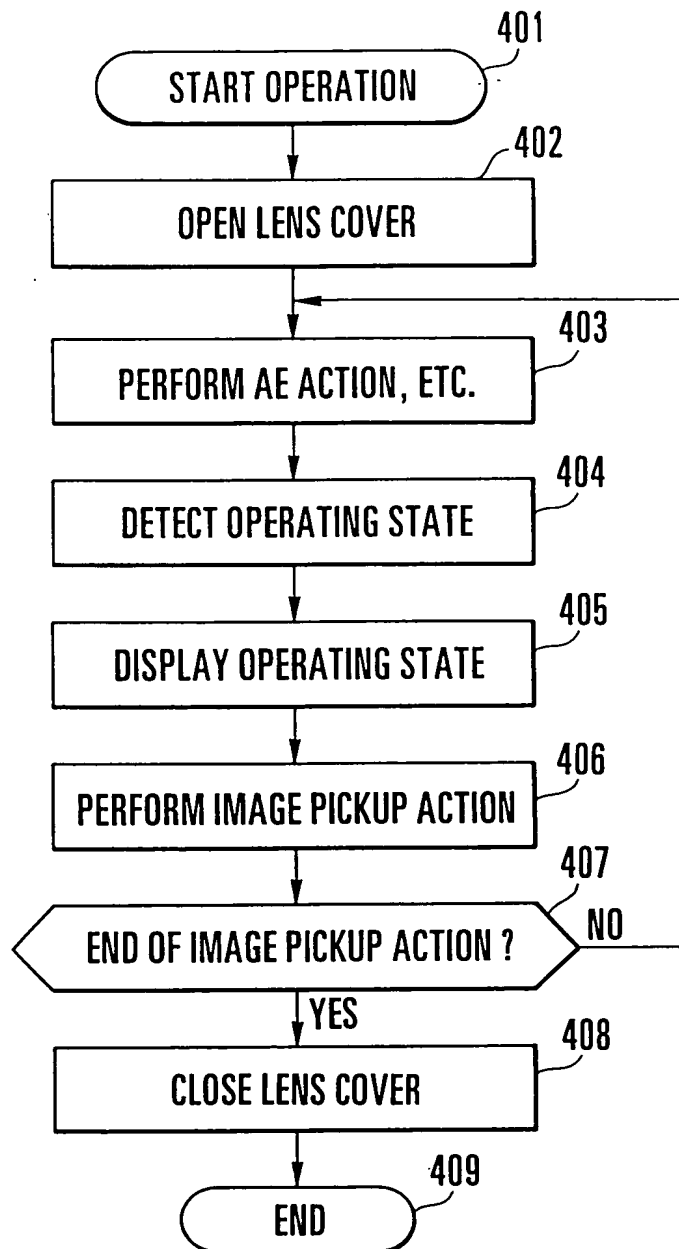 401
START OPERATION
402
OPEN LENS COVER
403
PERFORM AE ACTION, ETC.
404
DETECT OPERATING STATE
405
DISPLAY OPERATING STATE
406
PERFORM IMAGE PICKUP ACTION
407
END OF IMAGE PICKUP ACTION ?
NO
YES
408
CLOSE LENS COVER
409
END